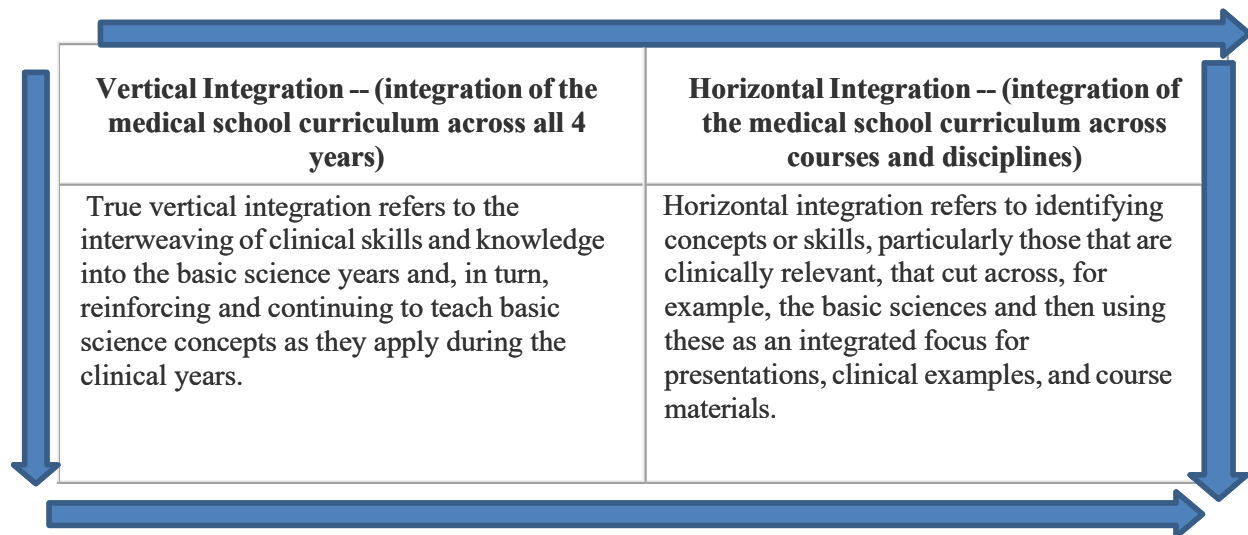 Vertical Integration -- (integration of the
medical school curriculum across all 4
years)
Horizontal Integration -- (integration of
the medical school curriculum across
courses and disciplines)
True vertical integration refers to the
interweaving of clinical skills and knowledge
into the basic science years and, in turn,
reinforcing and continuing to teach basic
science concepts as they apply during the
clinical years.
Horizontal integration refers to identifying
concepts or skills, particularly those that are
clinically relevant, that cut across, for
example, the basic sciences and then using
these as an integrated focus for
presentations, clinical examples, and course
materials.